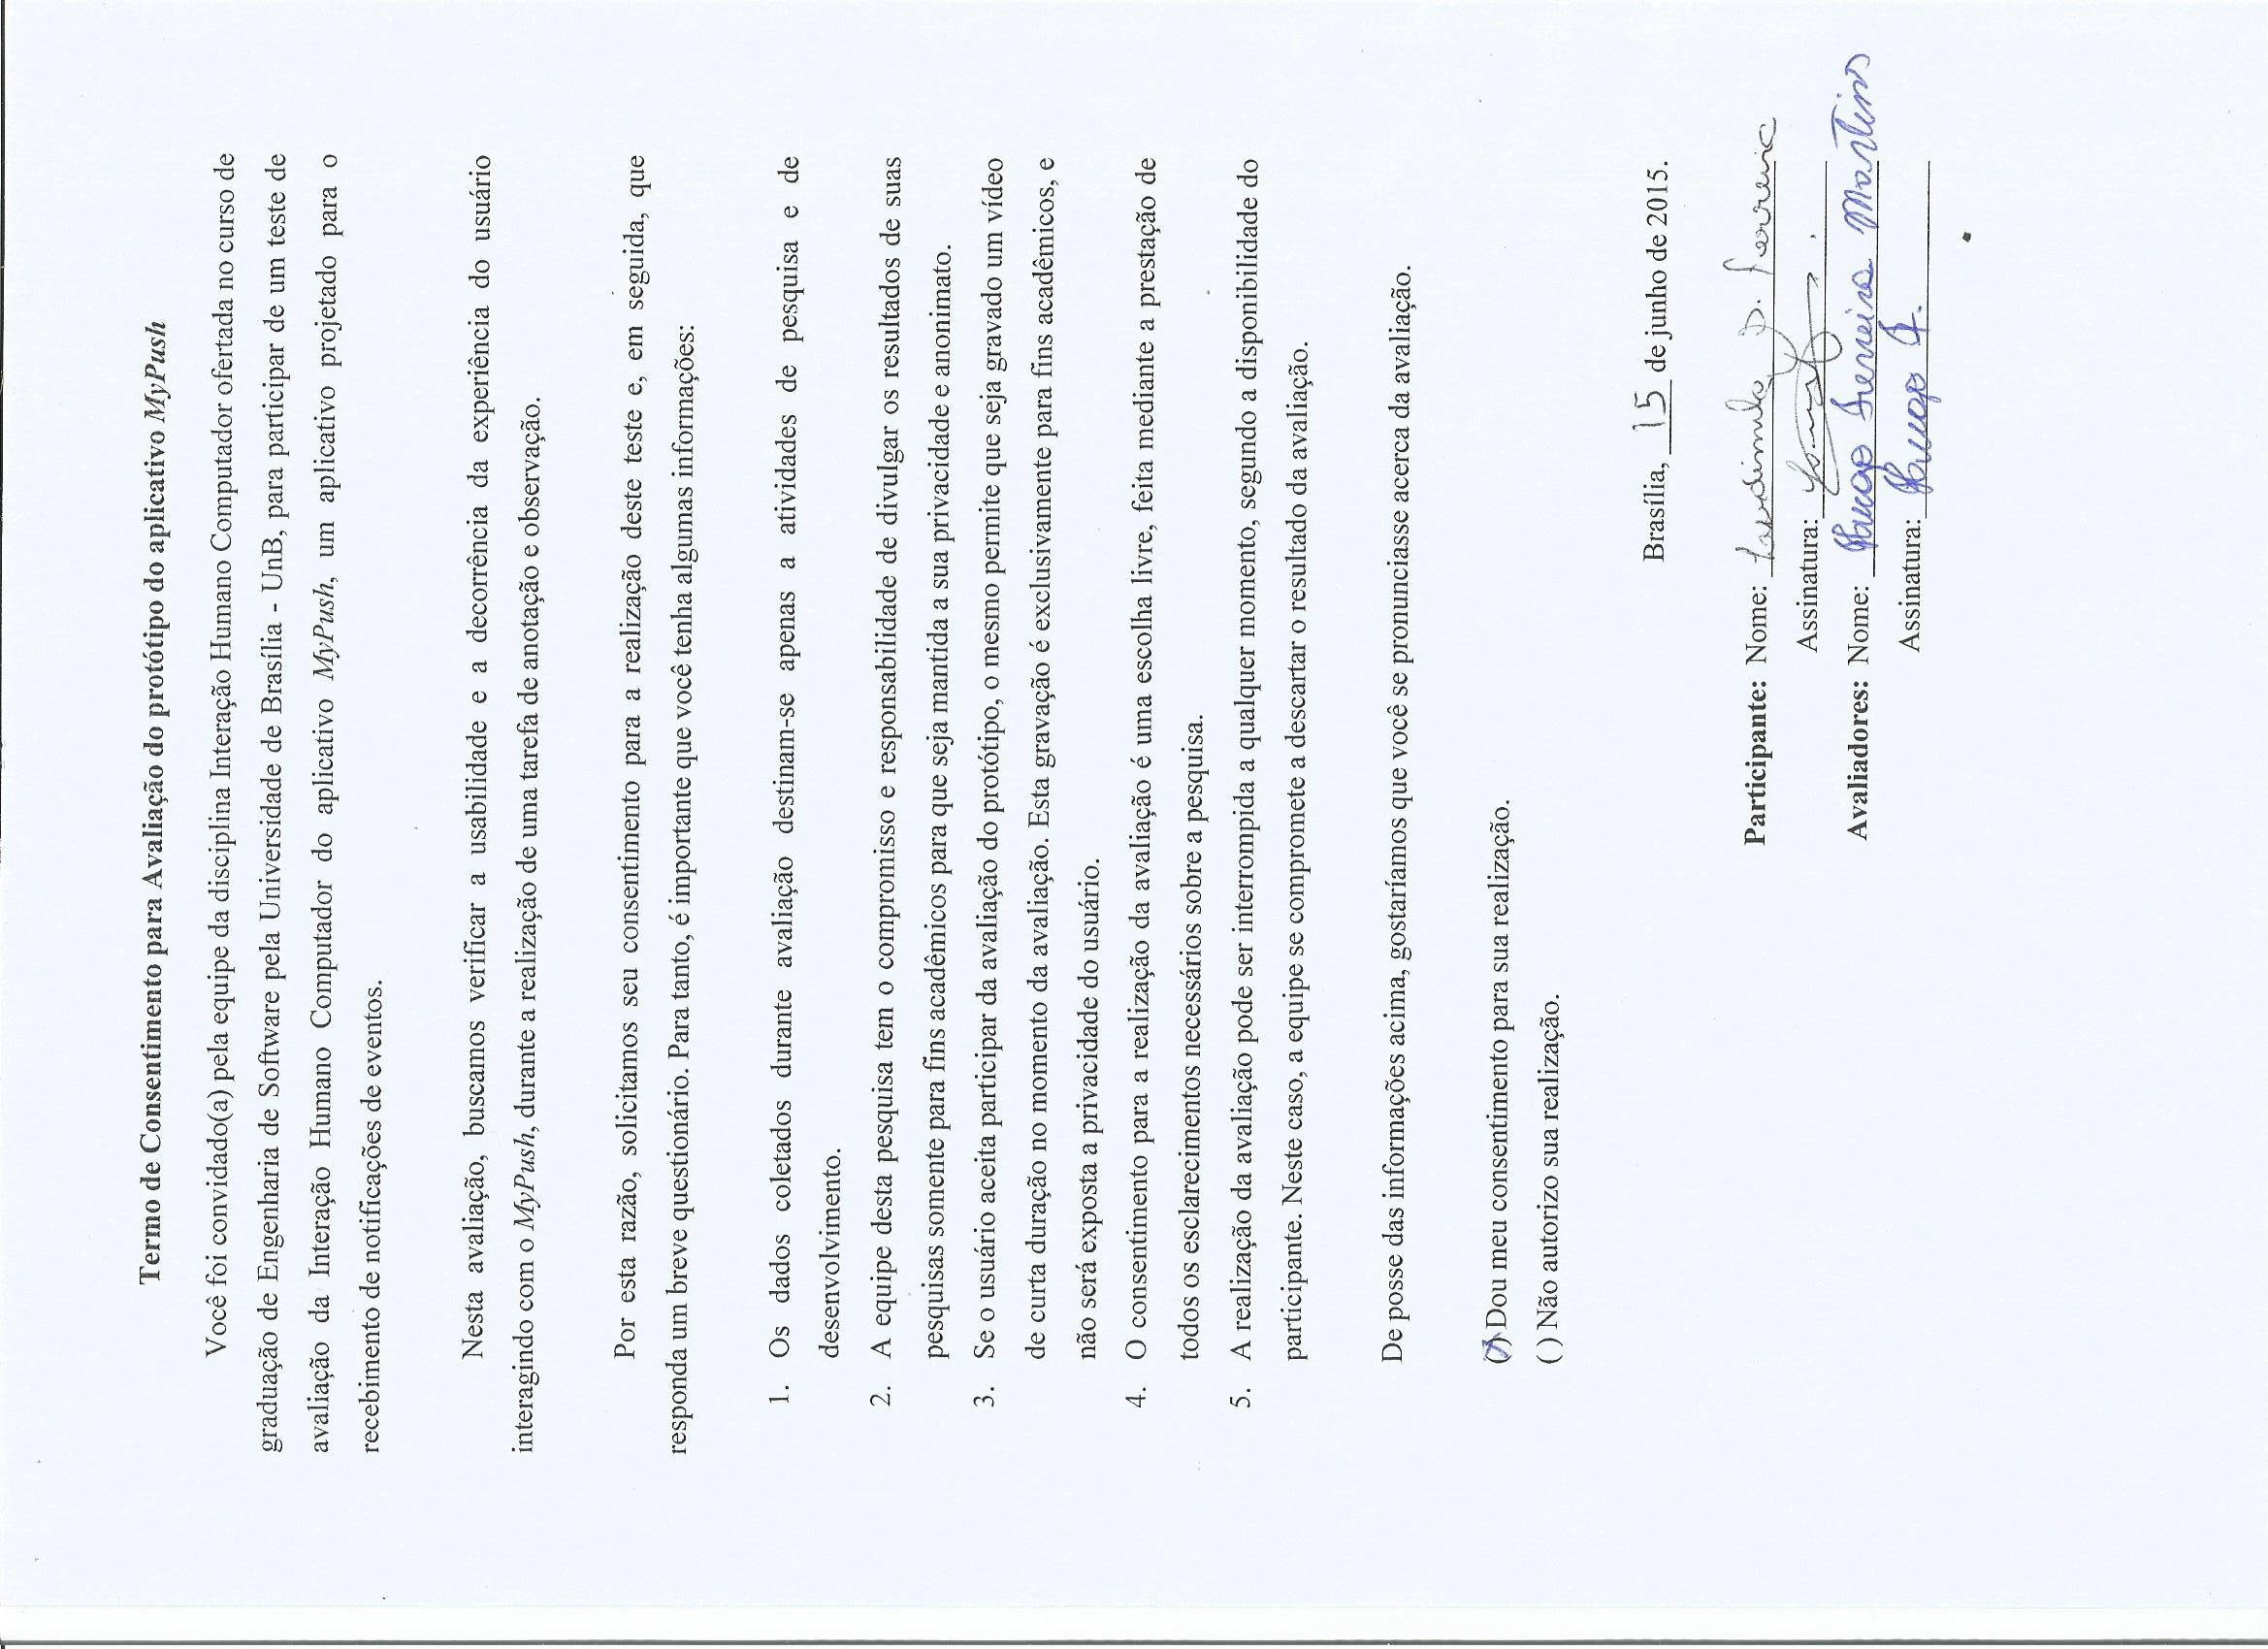 Termo de Consentimento para Avaliação do protótipo do aplicativo MyPush
Você foi convidado(a) pela equipe da disciplina Interação Humano Computador ofertada no curso de
graduação de Engenharia de Software pela Universidade de Brasília - UnB, para participar de um teste de
avaliação da Interação Humano Computador do aplicativo MyPush, um aplicativo projetado para o
recebimento de notificações de eventos.
Nesta avaliação, buscamos verificar a usabilidade e a decorrência da experiência do usuário
interagindo com o MyPush, durante a realização de uma tarefa de anotação e observação.
Por esta razão, solicitamos seu consentimento para a realização deste teste e, em seguida, que
responda um breve questionário. Para tanto, é importante que você tenha algumas informações:
1. Os dados coletados durante avaliação destinam-se apenas a atividades de pesquisa e de
desenvolvimento.
2. A equipe desta pesquisa tem o compromisso e responsabilidade de divulgar os resultados de suas
pesquisas somente para fins acadêmicos para que seja mantida a sua privacidade e anonimato.
3. Se o usuário aceita participar da avaliação do protótipo, o mesmo permite que seja gravado um vídeo
de curta duração no momento da avaliação. Esta gravação é exclusivamente para fins acadêmicos, e
não será exposta a privacidade do usuário.
4. O consentimento para a realização da avaliação é uma escolha livre, feita mediante a prestação de
todos os esclarecimentos necessários sobre a pesquisa.
5. A realização da avaliação pode ser interrompida a qualquer momento, segundo a disponibilidade do
participante. Neste caso, a equipe se compromete a descartar o resultado da avaliação.
De posse das informações acima, gostaríamos que você se pronunciasse acerca da avaliação.
( ) Dou meu consentimento para sua realização.
( ) Não autorizo sua realização.
Brasília, 15 de junho de 2015.
Participante: Nome: D. Ferreira
Assinatura:
Avaliadores: Nome: Martins
Assinatura: